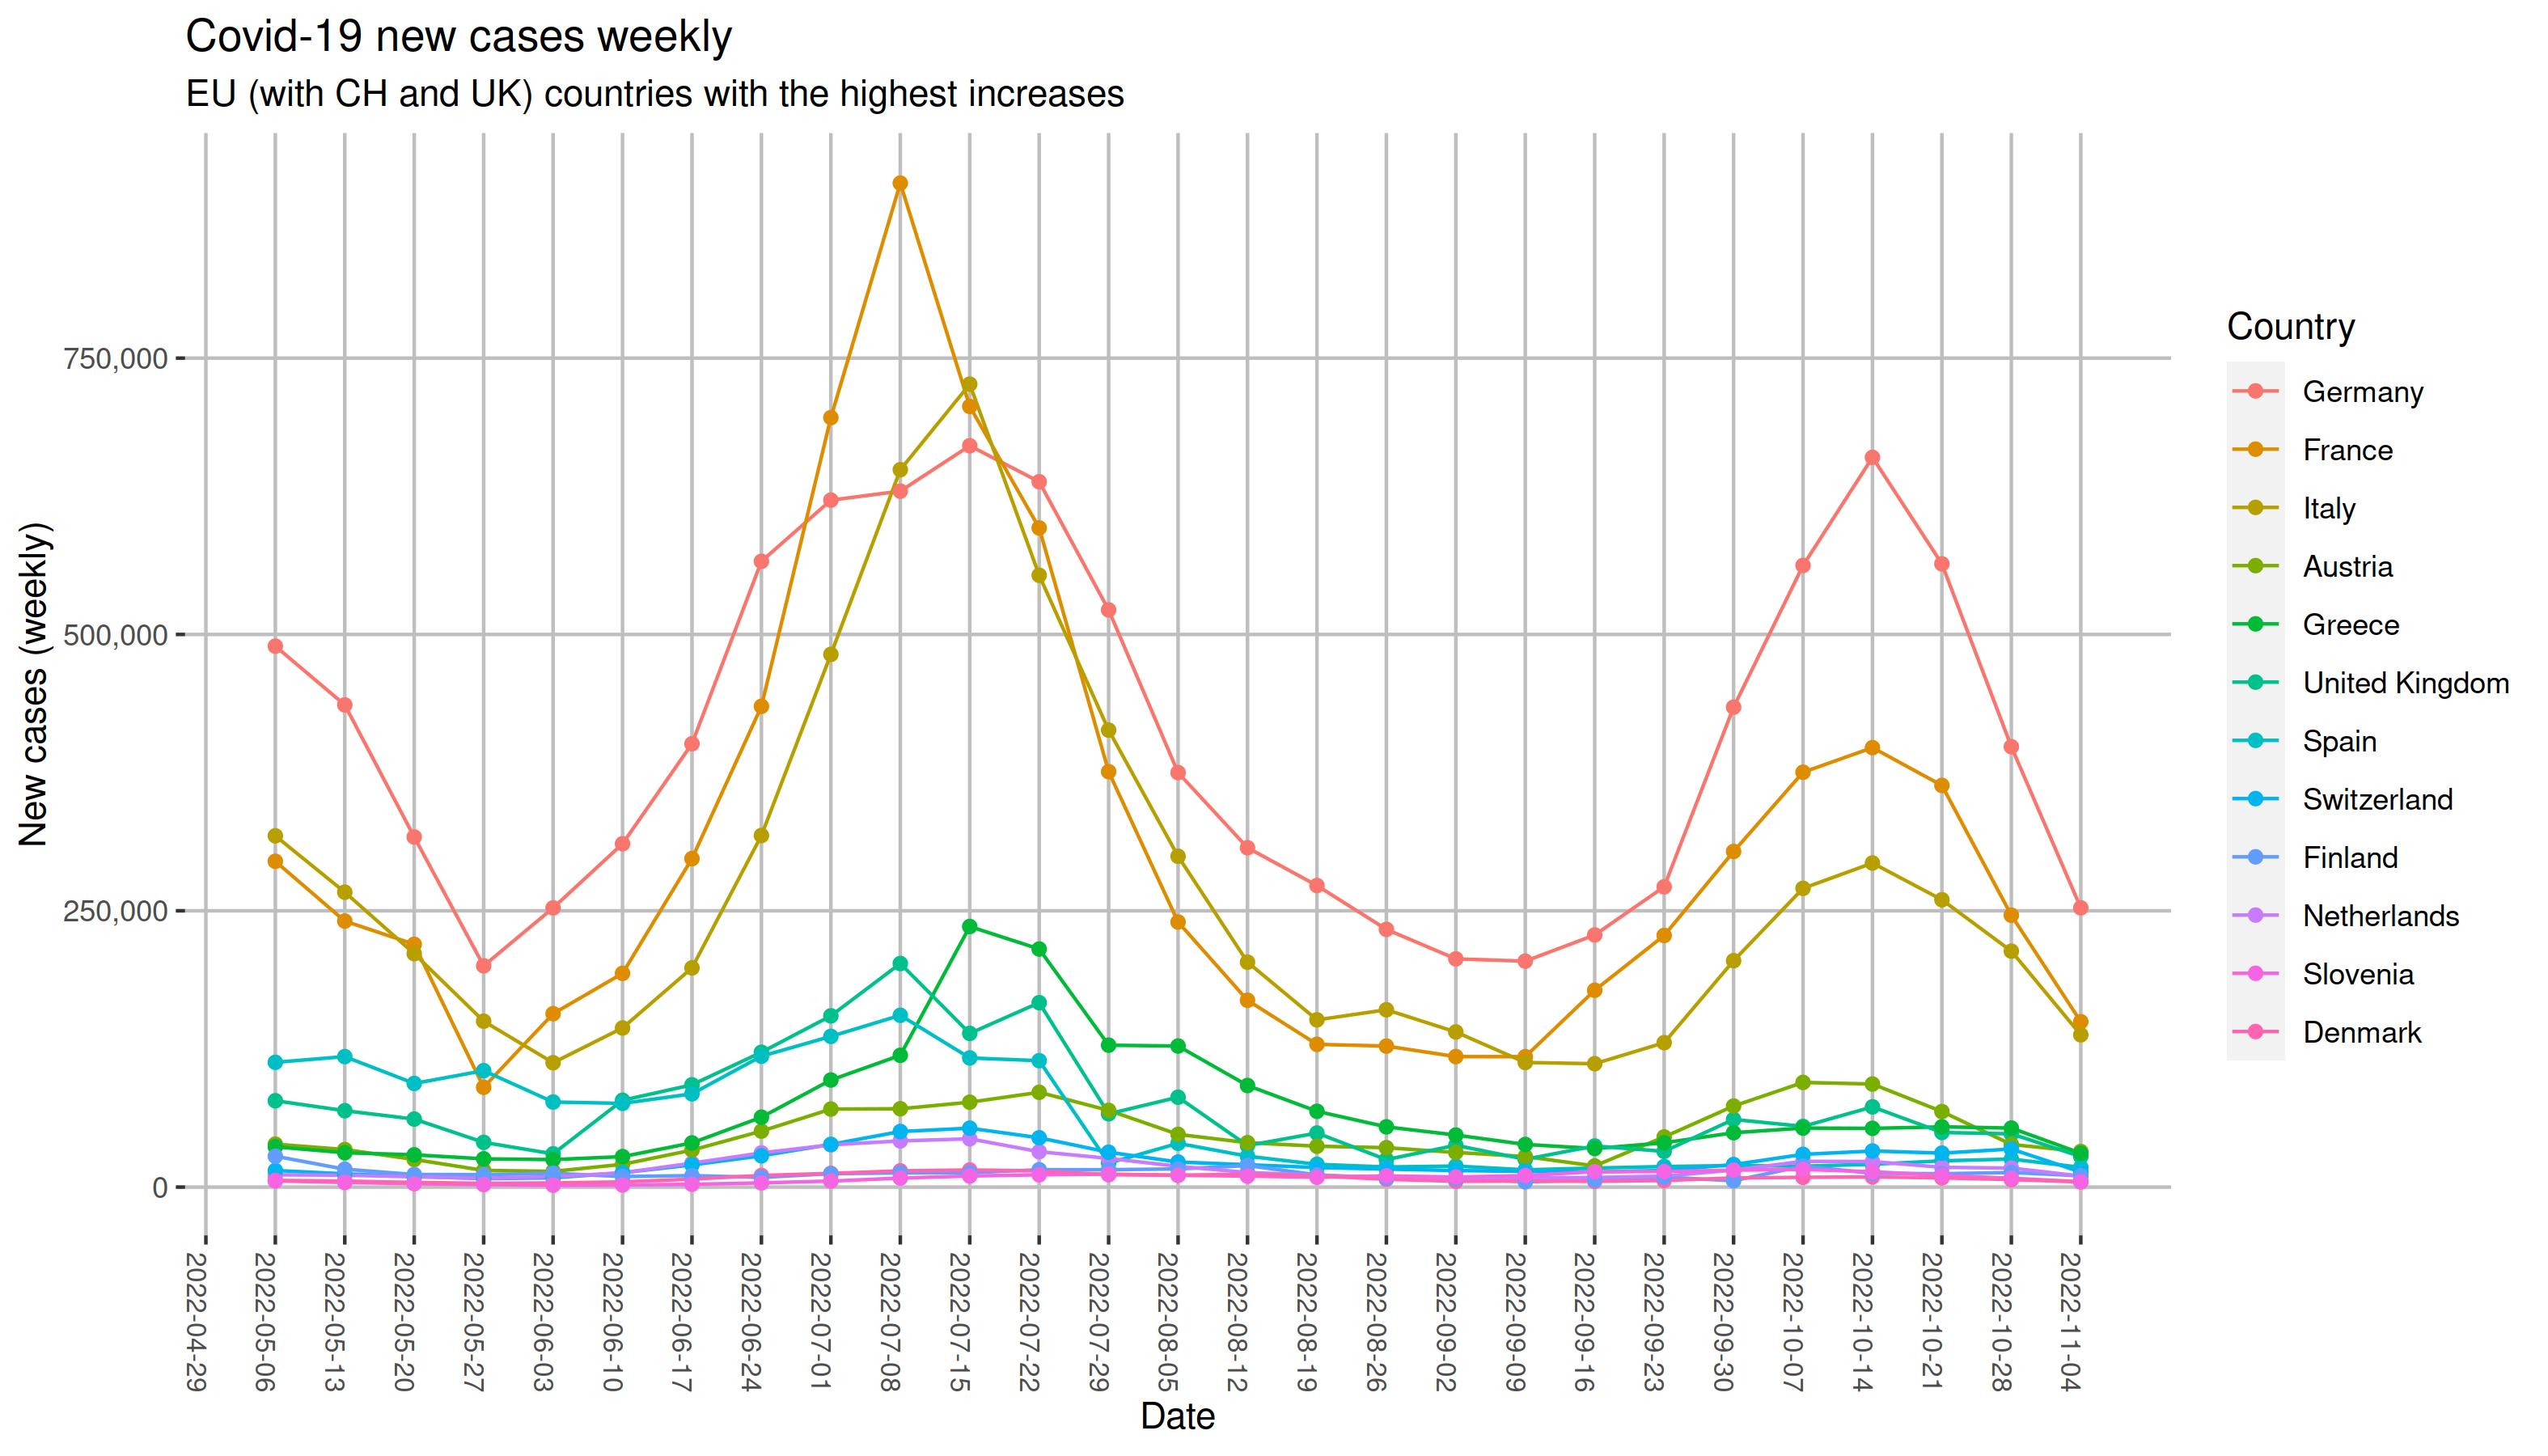 Covid-19 new cases weekly
EU (with CH and UK) countries with the highest increases
New cases (weekly)
750,000
500,000
250,000
0
2022-04-29
2022-05-06
2022-05-13
2022-05-20
2022-05-27
2022-06-03
2022-06-10
2022-06-17
2022-06-24
2022-07-01
2022-07-08
2022-07-15
2022-07-22
2022-07-29
2022-08-05
2022-08-12
2022-08-19
2022-08-26
2022-09-02
2022-09-09
2022-09-16
2022-09-23
2022-09-30
2022-10-07
2022-10-14
2022-10-21
2022-10-28
2022-11-04
Date
Country
Germany
France
Italy
Austria
Greece
United Kingdom
Spain
Switzerland
Finland
Netherlands
Slovenia
Denmark